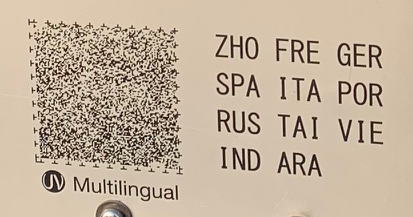 ZHO FRE GER
SPA ITA POR
RUS TAI VIE
IND ARA
Multilingual